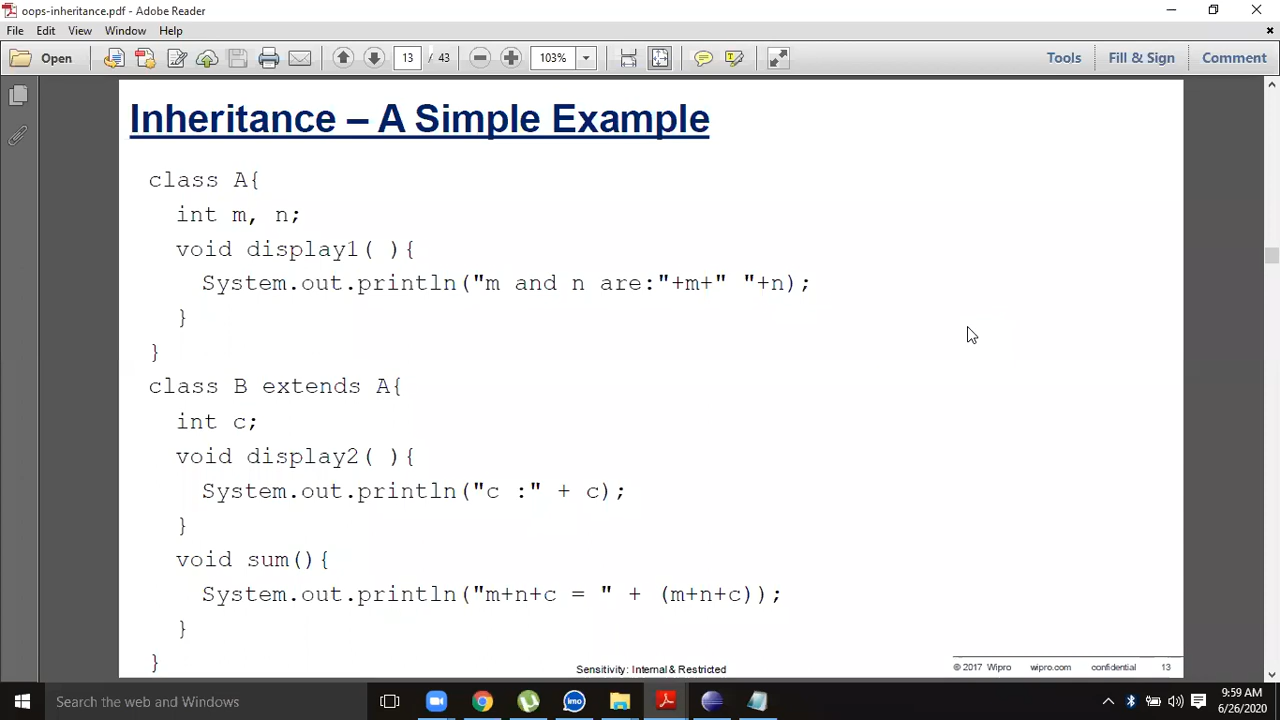 oops-inheritance.pdf - Adobe Reader
File Edit View Window Help
Open 13 / 43 103% Tools Fill & Sign Comment
Inheritance – A Simple Example
class A{
int m, n;
void display1( ){
System.out.println("m and n are:"+m+" "+n);
}
}
class B extends A{
int c;
void display2( ){
System.out.println("c :" + c);
}
void sum(){
System.out.println("m+n+c = " + (m+n+c));
}
}
Sensitivity: Internal & Restricted
© 2017 Wipro wipro.com confidential 13
Search the web and Windows
imo
9:59 AM
6/26/2020